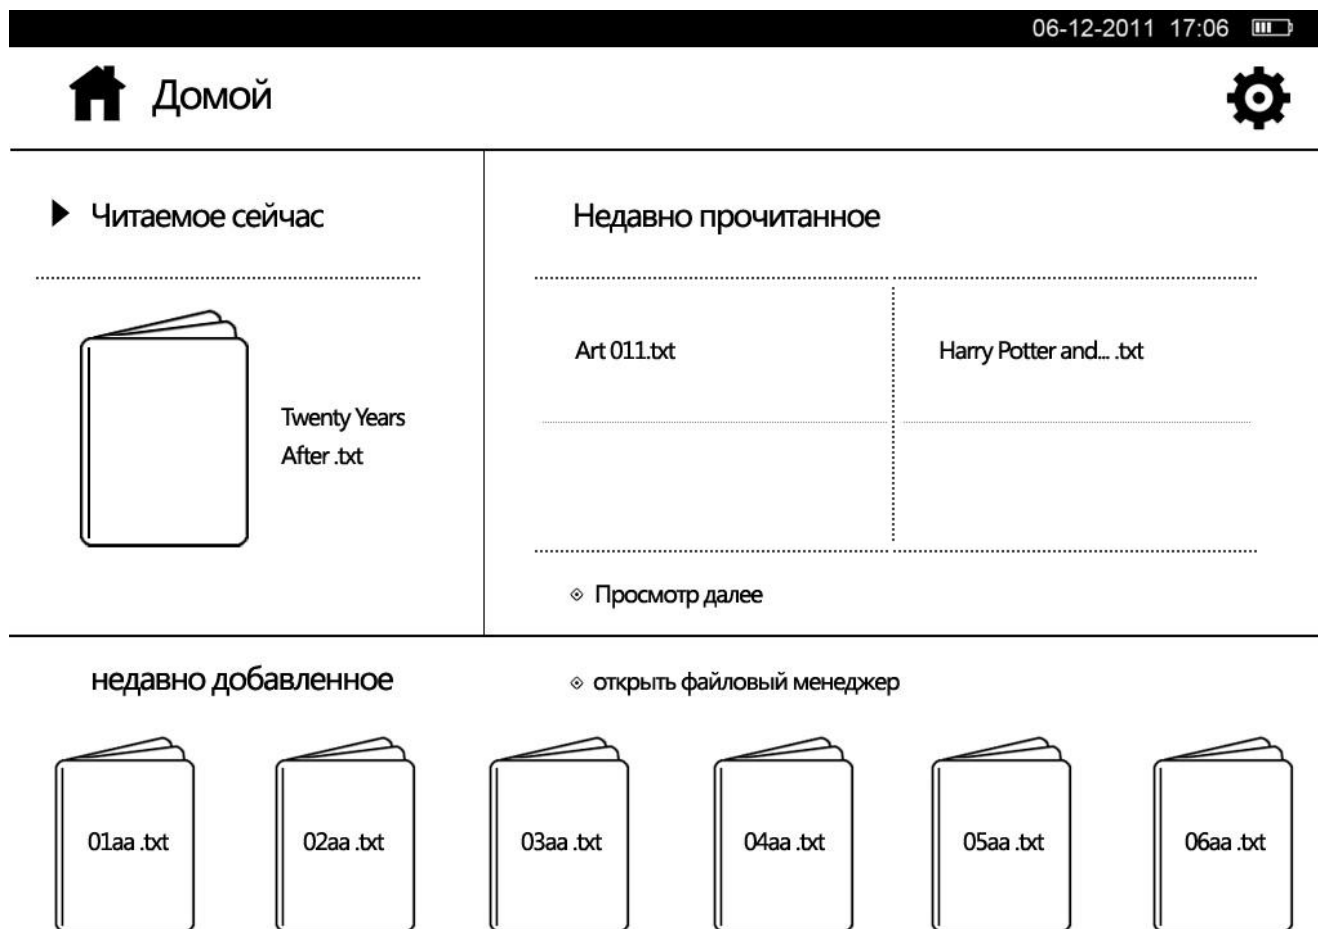 06-12-2011 17:06
Домой
Читаемое сейчас
Twenty Years
After .txt
Недавно прочитанное
Art 011.txt
Harry Potter and... .txt
Просмотр далее
недавно добавленное
открыть файловый менеджер
01aa .txt
02aa .txt
03aa .txt
04aa .txt
05aa .txt
06aa .txt